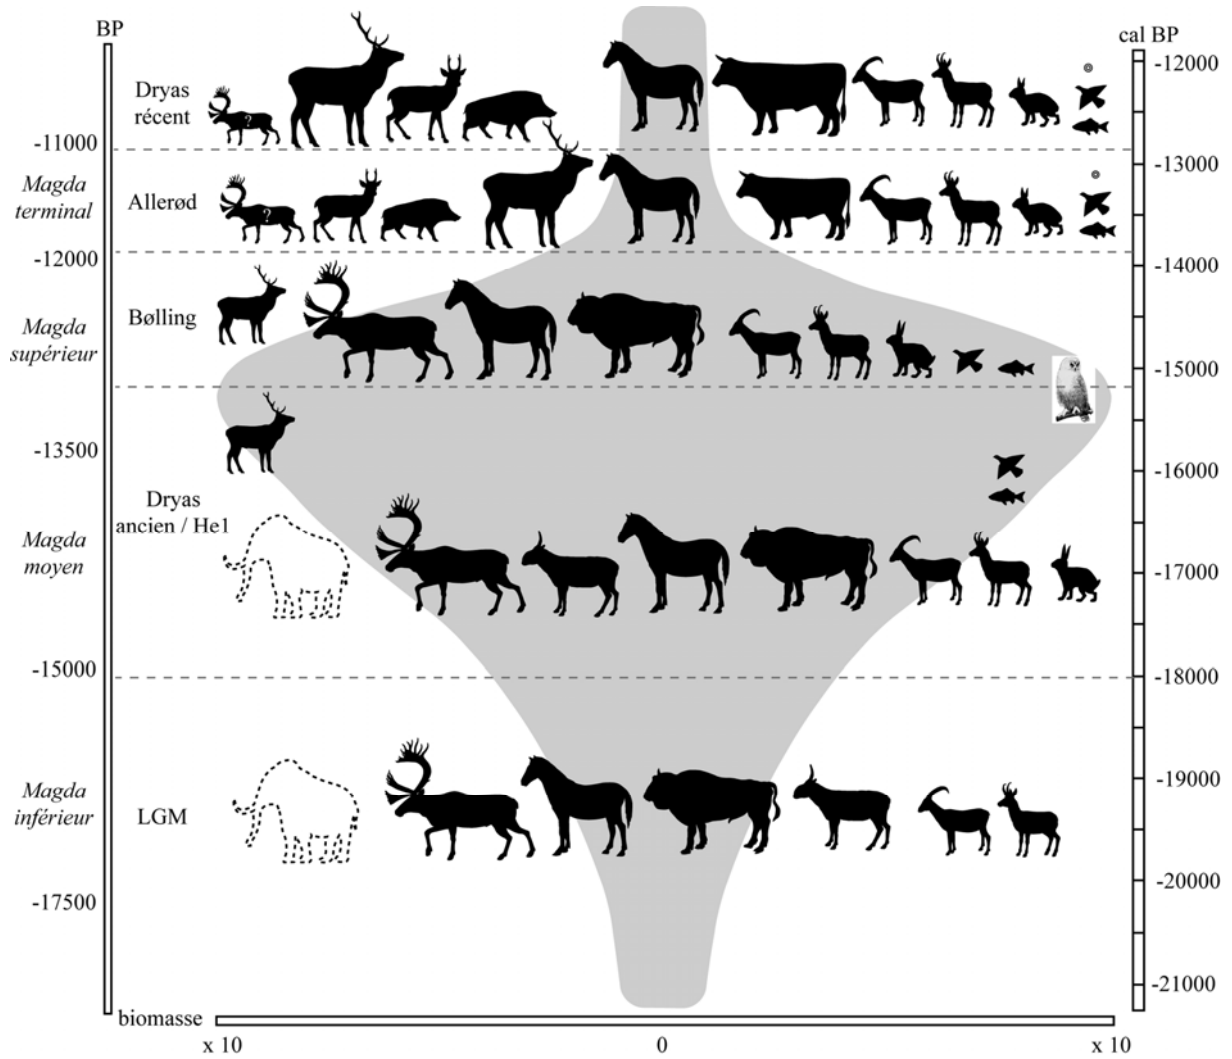 BP
cal BP
Dryas
récent
-12000
-11000
-13000
Magda
terminal
Allerød
-12000
-14000
Bølling
Magda
supérieur
-15000
-13500
-16000
Dryas
ancien / He1
Magda
moyen
-17000
-15000
-18000
Magda
inférieur
LGM
-19000
-17500
-20000
-21000
biomasse
x 10
0
x 10
?
?